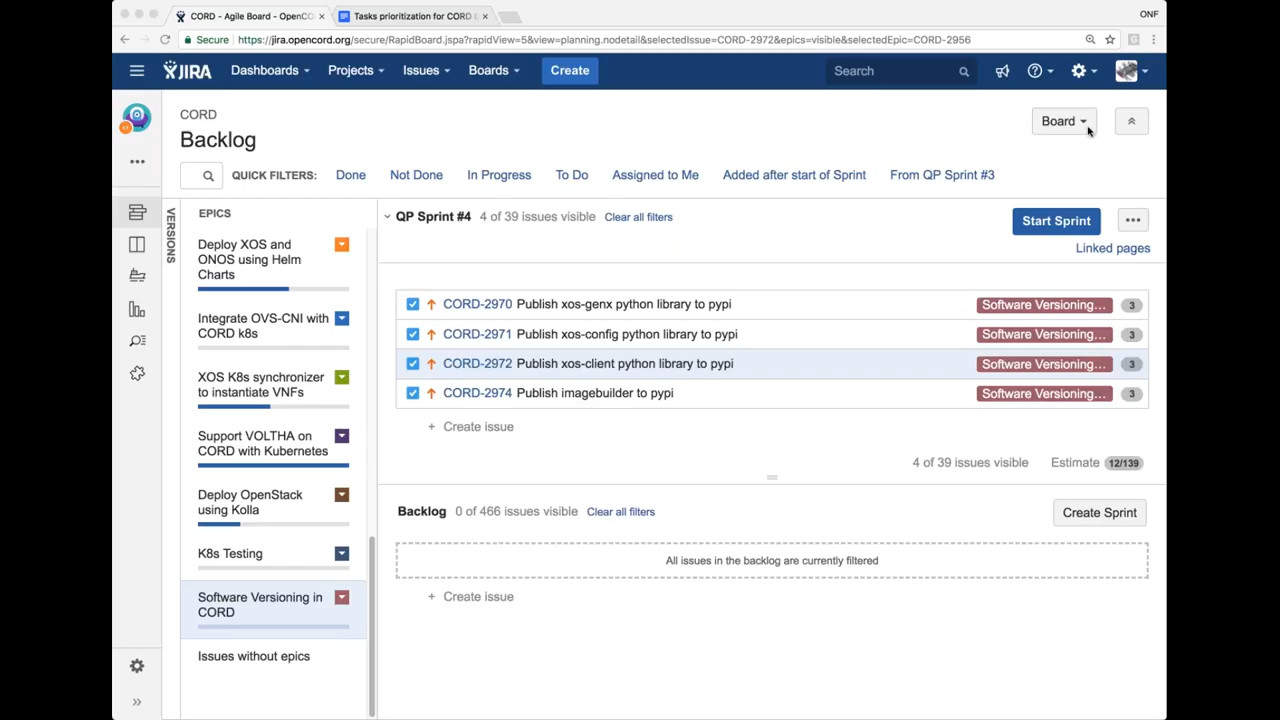 CORD - Agile Board - OpenCO
Tasks prioritization for CORD
ONF
Secure
https://jira.opencord.org/secure/RapidBoard.jspa?rapidView=5&view=planning.nodetail&selectedIssue=CORD-2972&epics=visible&selectedEpic=CORD-2956
JIRA
Dashboards
Projects
Issues
Boards
Create
Search
CORD
Backlog
Board
QUICK FILTERS:
Done
Not Done
In Progress
To Do
Assigned to Me
Added after start of Sprint
From QP Sprint #3
VERSIONS
EPICS
Deploy XOS and
ONOS using Helm
Charts
Integrate OVS-CNI with
CORD k8s
XOS K8s synchronizer
to instantiate VNFs
Support VOLTHA on
CORD with Kubernetes
Deploy OpenStack
using Kolla
K8s Testing
Software Versioning in
CORD
Issues without epics
QP Sprint #4 4 of 39 issues visible Clear all filters
Start Sprint
Linked pages
CORD-2970 Publish xos-genx python library to pypi Software Versioning... 3
CORD-2971 Publish xos-config python library to pypi Software Versioning... 3
CORD-2972 Publish xos-client python library to pypi Software Versioning... 3
CORD-2974 Publish imagebuilder to pypi Software Versioning... 3
+ Create issue
4 of 39 issues visible Estimate 12/139
Backlog 0 of 466 issues visible Clear all filters
Create Sprint
All issues in the backlog are currently filtered
+ Create issue